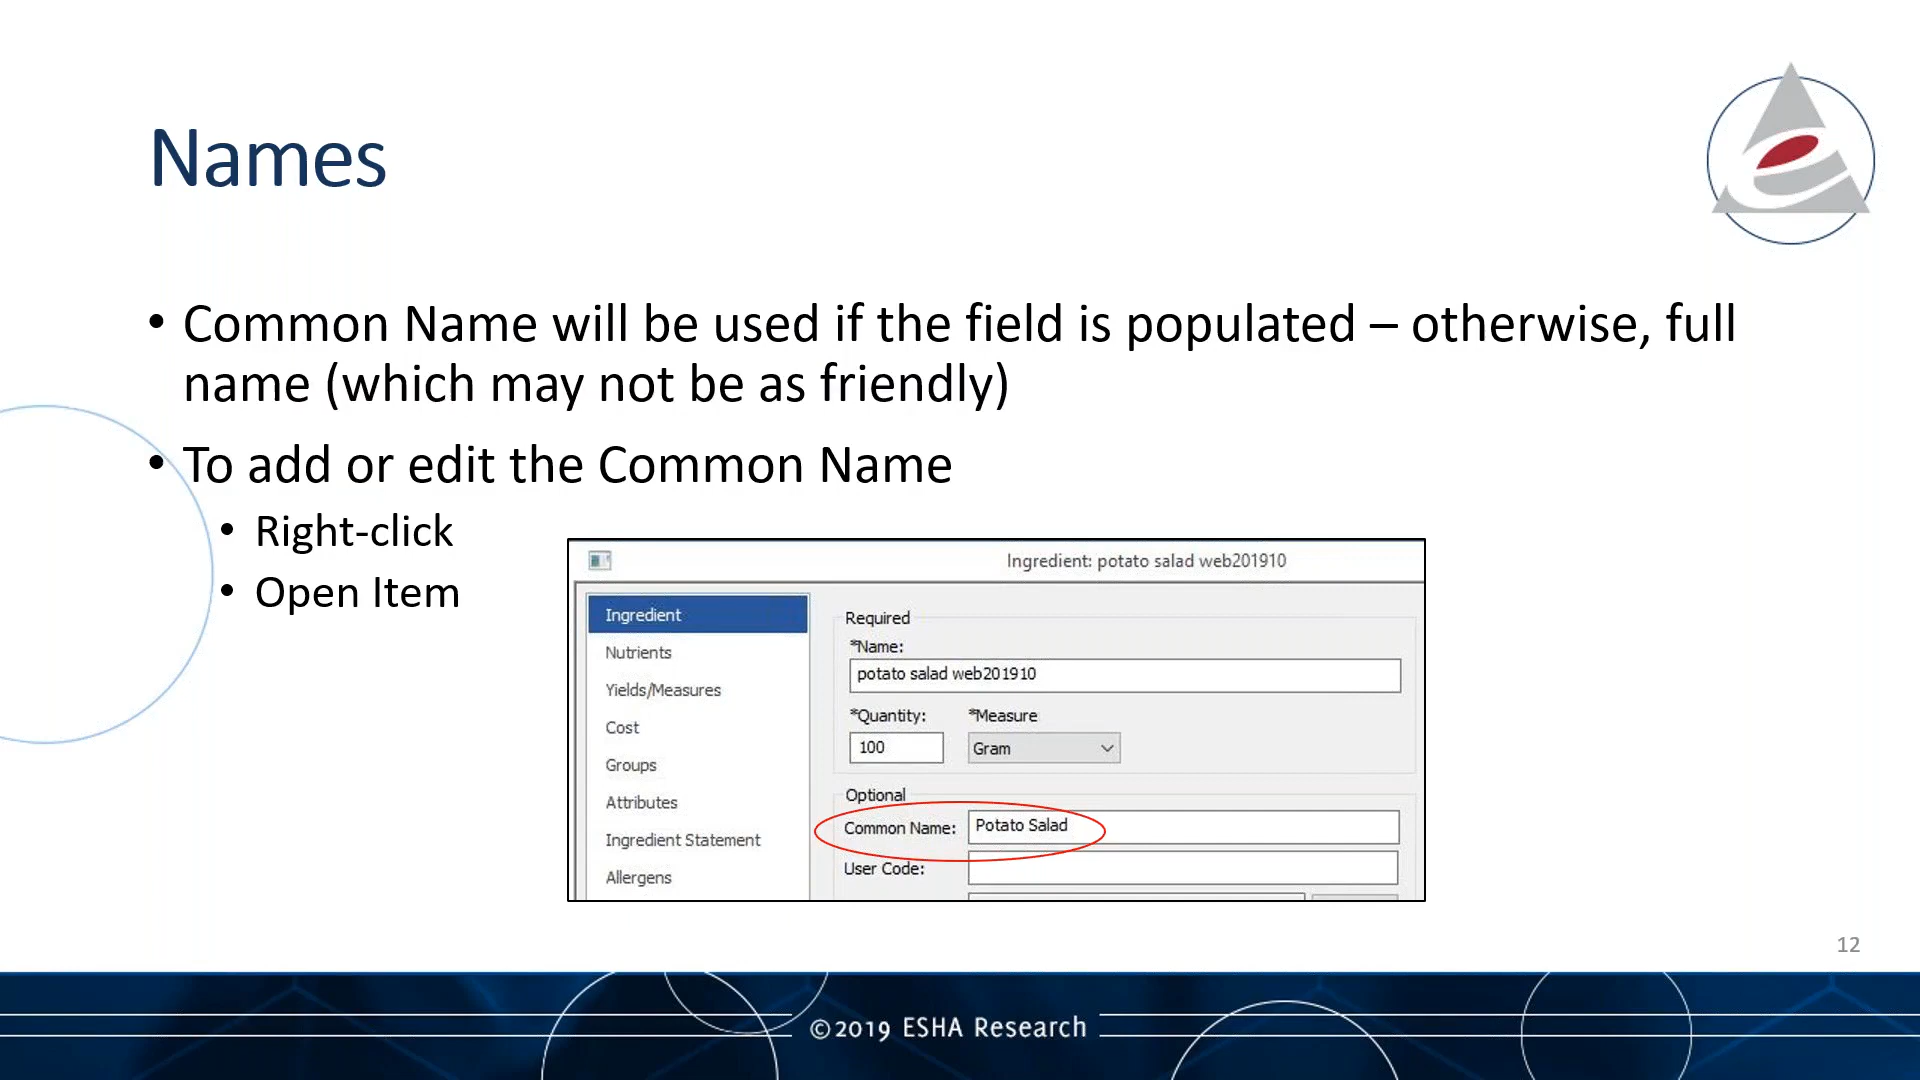 Names
• Common Name will be used if the field is populated – otherwise, full
name (which may not be as friendly)
• To add or edit the Common Name
• Right-click
• Open Item
Ingredient: potato salad web201910
Ingredient
Nutrients
Yields/Measures
Cost
Groups
Attributes
Ingredient Statement
Allergens
Required
*Name:
potato salad web201910
*Quantity: *Measure
100 Gram
Optional
Common Name: Potato Salad
User Code:
12
©2019 ESHA Research